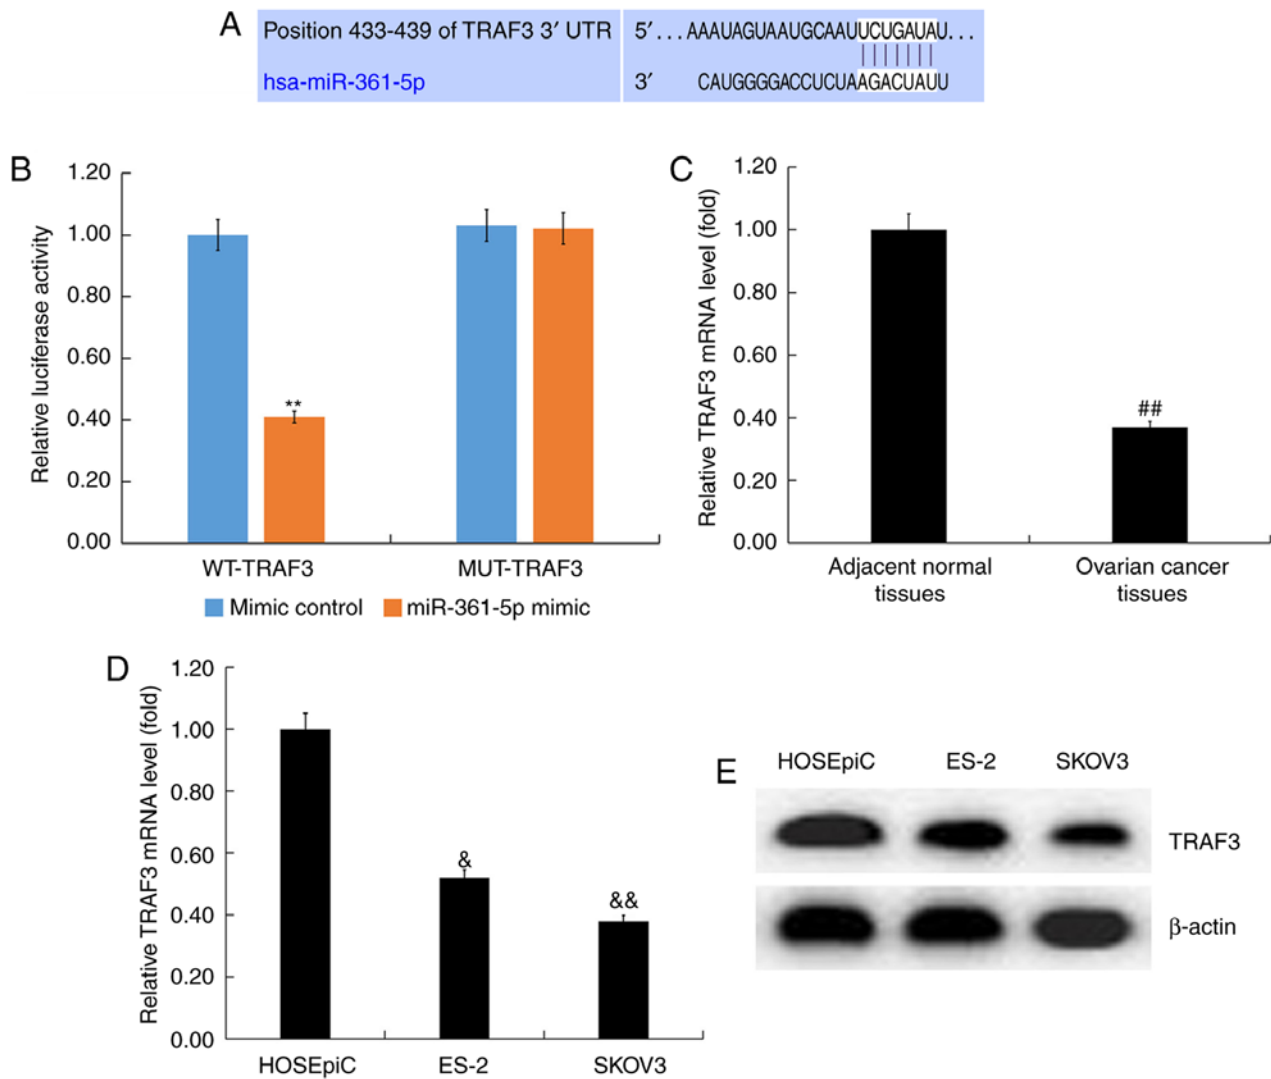 A
Position 433-439 of TRAF3 3′ UTR 5′ ...AAAUAGUAAUGCAAUUCUGAUAU...
hsa-miR-361-5p 3′ CAUGGGGACCUCUAAGACUAUU
B
Relative luciferase activity
1.20
1.00
0.80
0.60
0.40
0.20
0.00
**
WT-TRAF3 MUT-TRAF3
Mimic control miR-361-5p mimic
C
Relative TRAF3 mRNA level (fold)
1.20
1.00
0.80
0.60
0.40
0.20
0.00
##
Adjacent normal tissues
Ovarian cancer tissues
D
Relative TRAF3 mRNA level (fold)
1.20
1.00
0.80
0.60
0.40
0.20
0.00
&
&&
HOSEpiC ES-2 SKOV3
E
HOSEpiC ES-2 SKOV3
TRAF3
β-actin